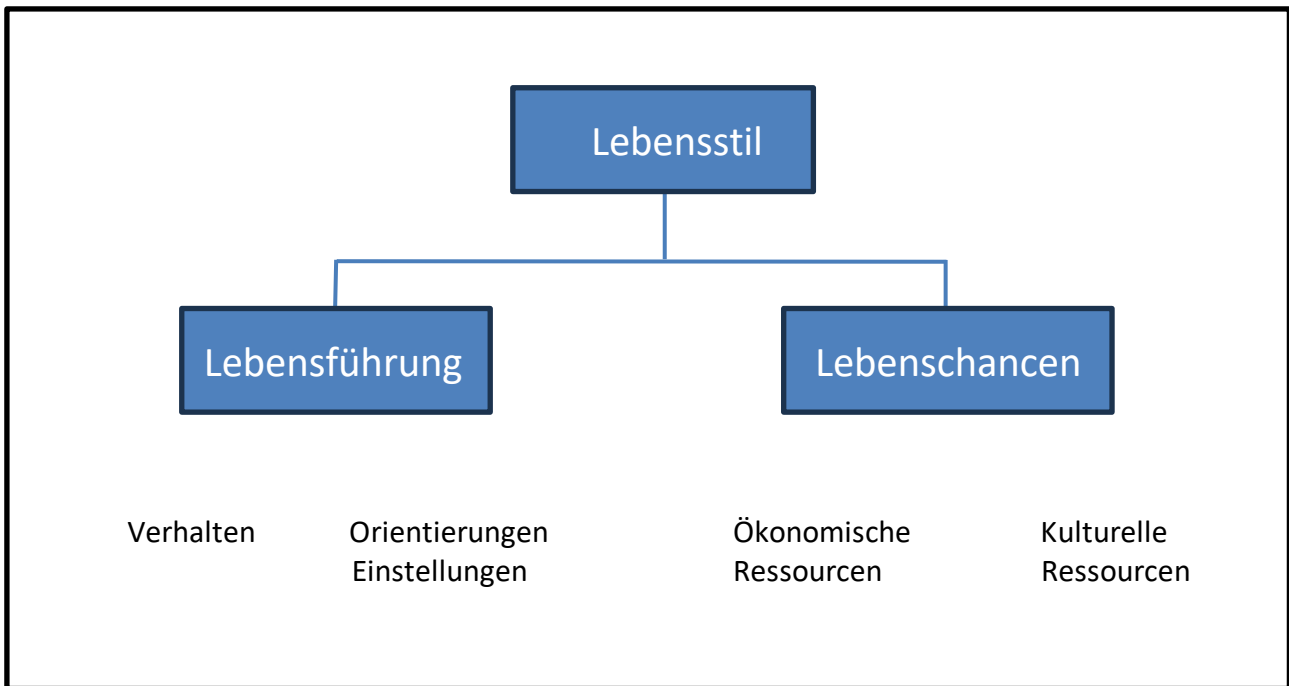 Lebensstil
Lebensführung
Lebenschancen
Verhalten
Orientierungen
Einstellungen
Ökonomische
Ressourcen
Kulturelle
Ressourcen